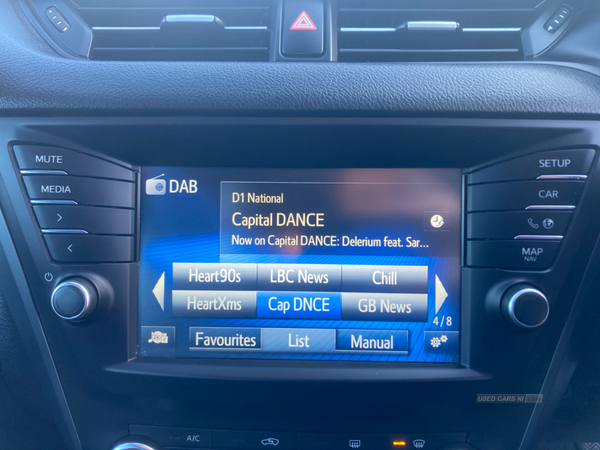 MUTE
MEDIA
SETUP
CAR
MAP
NAV
DAB
D1 National
Capital DANCE
Now on Capital DANCE: Delerium feat. Sar...
Heart90s LBC News Chill
HeartXms Cap DNCE GB News
4 / 8
Favourites List Manual
A/C
USED CARS NI